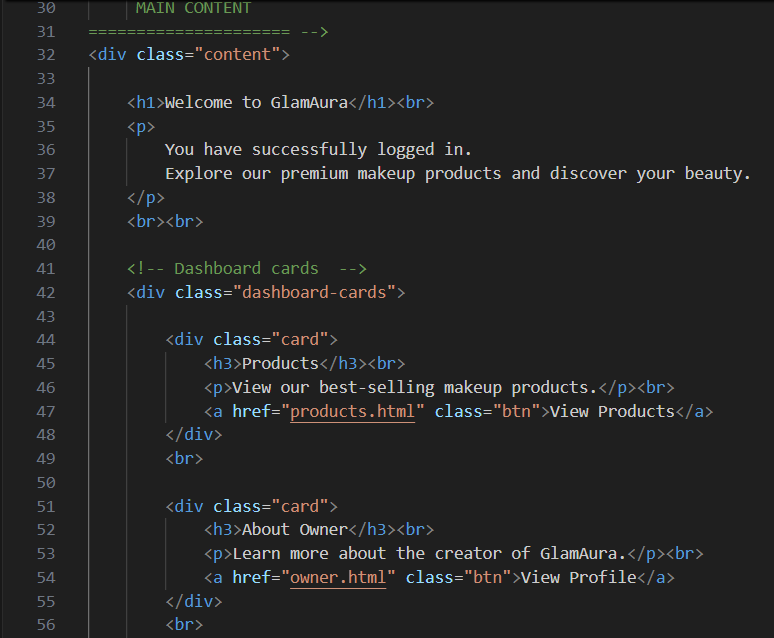 30 MAIN CONTENT
31 ===================== -->
32 <div class="content">
33
34 <h1>Welcome to GlamAura</h1><br>
35 <p>
36 You have successfully logged in.
37 Explore our premium makeup products and discover your beauty.
38 </p>
39 <br><br>
40
41 <!-- Dashboard cards  -->
42 <div class="dashboard-cards">
43
44 <div class="card">
45 <h3>Products</h3><br>
46 <p>View our best-selling makeup products.</p><br>
47 <a href="products.html" class="btn">View Products</a>
48 </div>
49 <br>
50
51 <div class="card">
52 <h3>About Owner</h3><br>
53 <p>Learn more about the creator of GlamAura.</p><br>
54 <a href="owner.html" class="btn">View Profile</a>
55 </div>
56 <br>